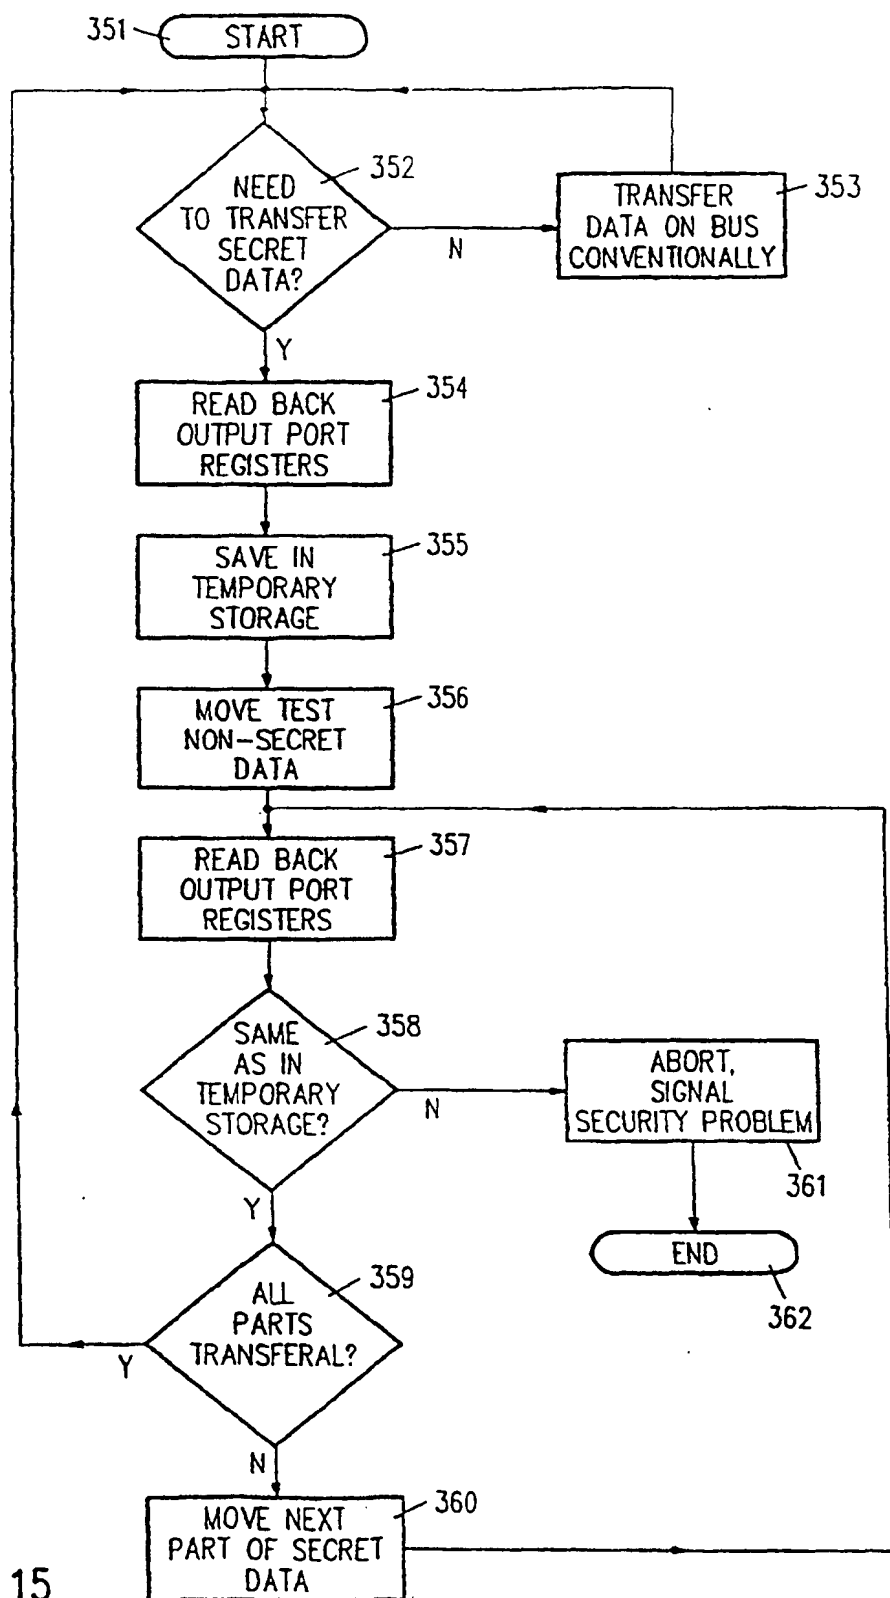 351
START
352
NEED
TO TRANSFER
SECRET
DATA?
N
353
TRANSFER
DATA ON BUS
CONVENTIONALLY
Y
354
READ BACK
OUTPUT PORT
REGISTERS
355
SAVE IN
TEMPORARY
STORAGE
356
MOVE TEST
NON-SECRET
DATA
357
READ BACK
OUTPUT PORT
REGISTERS
358
SAME
AS IN
TEMPORARY
STORAGE?
N
ABORT,
SIGNAL
SECURITY PROBLEM
361
Y
END
362
359
ALL
PARTS
TRANSFERAL?
Y
N
360
MOVE NEXT
PART OF SECRET
DATA
15